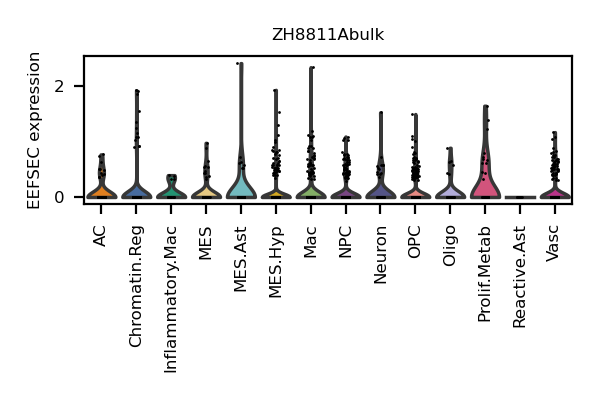 ZH8811Abulk
EEFSEC expression
2
0
AC
Chromatin.Reg
Inflammatory.Mac
MES
MES.Ast
MES.Hyp
Mac
NPC
Neuron
OPC
Oligo
Prolif.Metab
Reactive.Ast
Vasc